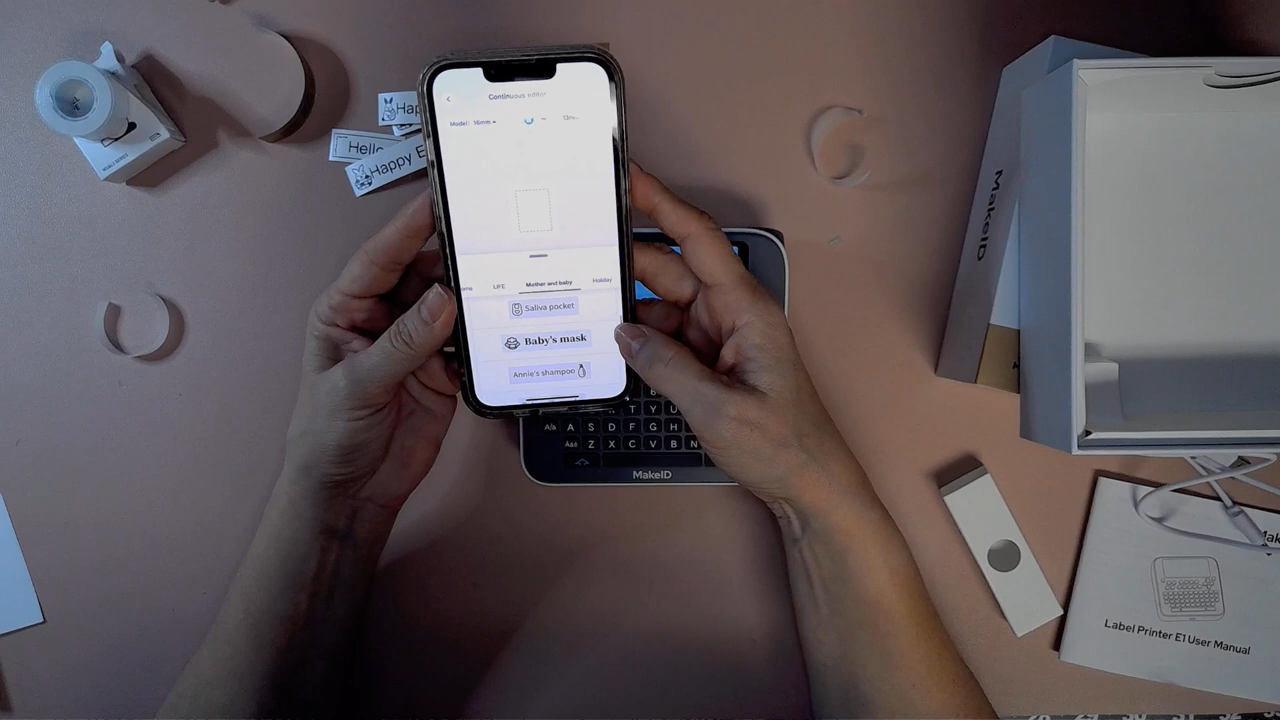 Continuous editor
Model: 16mm
LIFE
Mother and baby
Holiday
Saliva pocket
Baby's mask
Annie's shampoo
Hap
Hello
Happy E
T Y U
A/a A S D F G H
Z X C V B N
MakeID
MakeID
Label Printer E1 User Manual